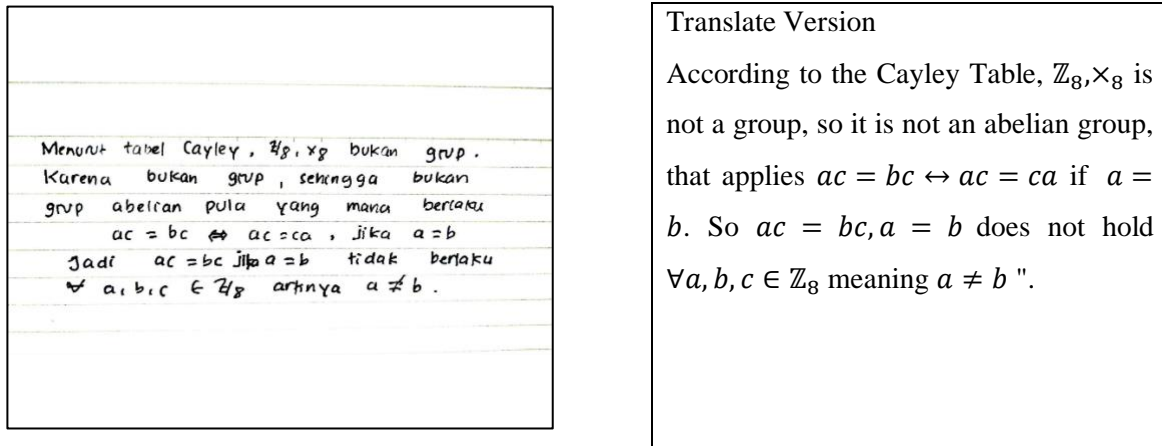 Menurut tabel Cayley, ℤ8, ×8 bukan grup.
Karena bukan grup, sehingga bukan
grup abelian pula yang mana berlaku
ac = bc ⇔ ac = ca, jika a = b
Jadi ac = bc jika a = b tidak berlaku
∀ a, b, c ∈ ℤ8 artinya a ≠ b.
Translate Version
According to the Cayley Table, ℤ₈,×₈ is
not a group, so it is not an abelian group,
that applies 𝑎𝑐 = 𝑏𝑐 ↔ 𝑎𝑐 = 𝑐𝑎 if 𝑎 =
𝑏. So 𝑎𝑐 = 𝑏𝑐, 𝑎 = 𝑏 does not hold
∀𝑎, 𝑏, 𝑐 ∈ ℤ₈ meaning 𝑎 ≠ 𝑏 ".